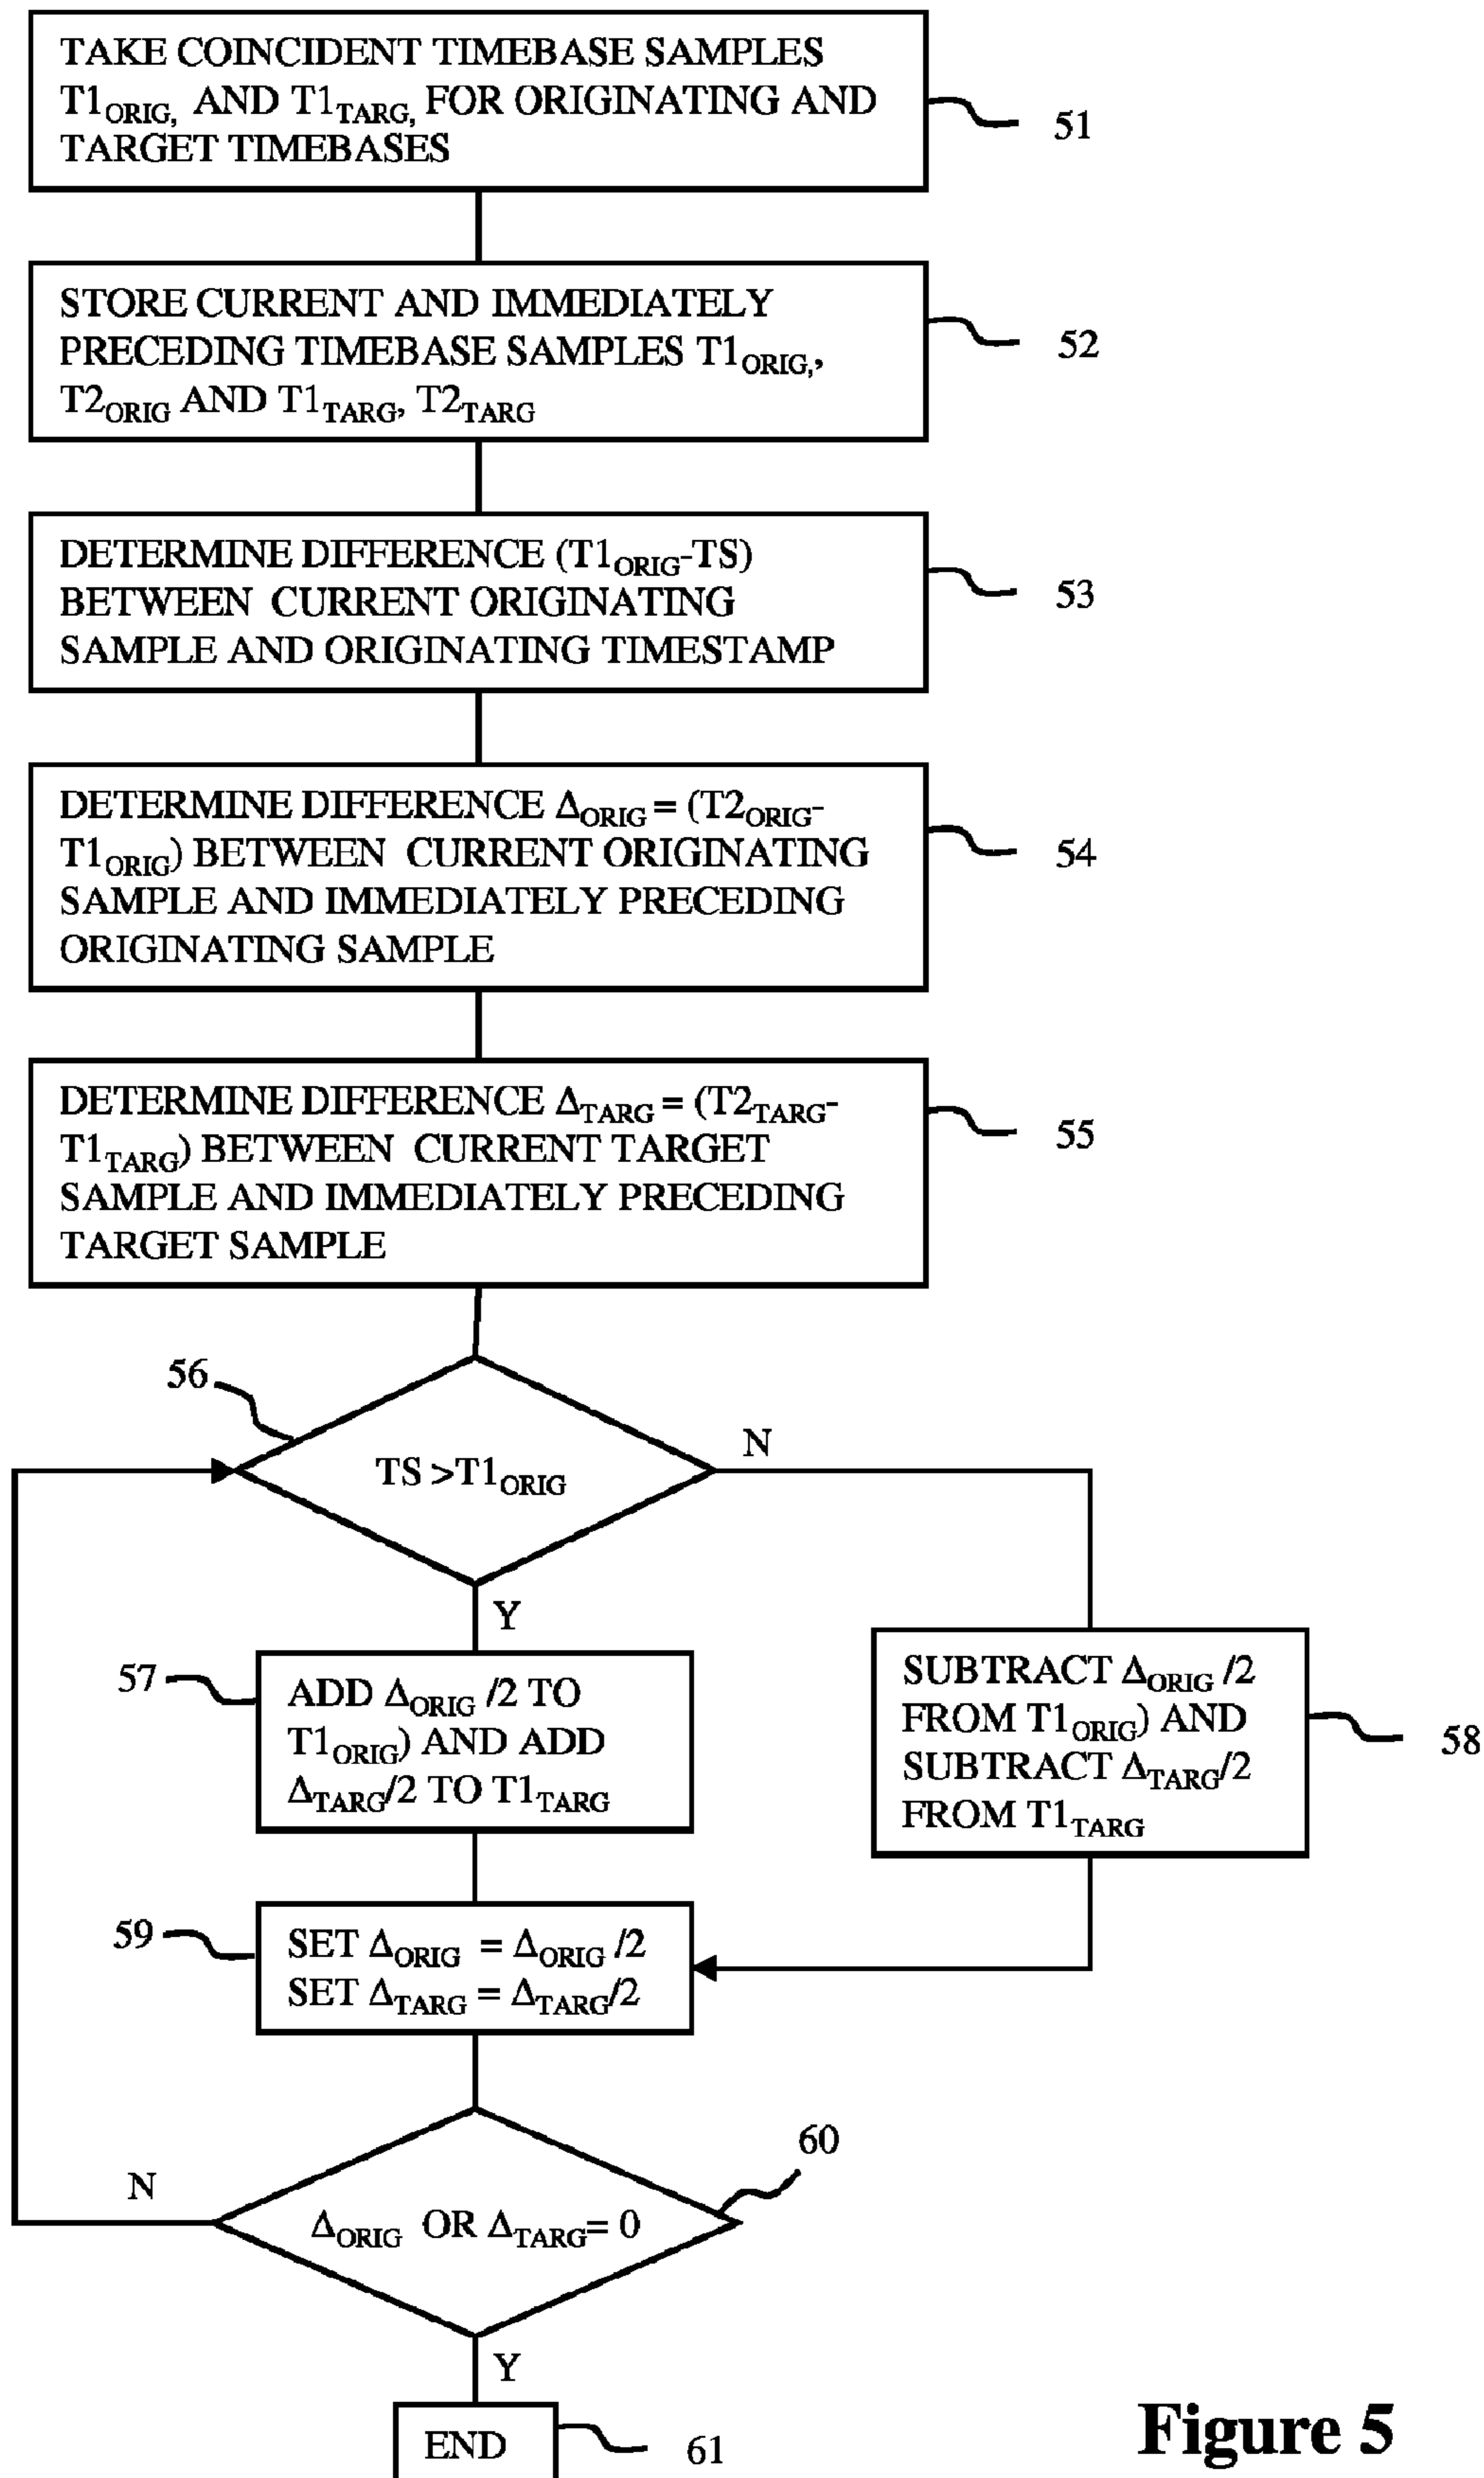 TAKE COINCIDENT TIMEBASE SAMPLES
T1ORIG, AND T1TARG, FOR ORIGINATING AND
TARGET TIMEBASES
51
STORE CURRENT AND IMMEDIATELY
PRECEDING TIMEBASE SAMPLES T1ORIG,,
T2ORIG AND T1TARG, T2TARG
52
DETERMINE DIFFERENCE (T1ORIG-TS)
BETWEEN CURRENT ORIGINATING
SAMPLE AND ORIGINATING TIMESTAMP
53
DETERMINE DIFFERENCE ΔORIG = (T2ORIG-
T1ORIG) BETWEEN CURRENT ORIGINATING
SAMPLE AND IMMEDIATELY PRECEDING
ORIGINATING SAMPLE
54
DETERMINE DIFFERENCE ΔTARG = (T2TARG-
T1TARG) BETWEEN CURRENT TARGET
SAMPLE AND IMMEDIATELY PRECEDING
TARGET SAMPLE
55
56
TS >T1ORIG
N
Y
57
ADD ΔORIG /2 TO
T1ORIG) AND ADD
ΔTARG/2 TO T1TARG
SUBTRACT ΔORIG /2
FROM T1ORIG) AND
SUBTRACT ΔTARG/2
FROM T1TARG
58
59
SET ΔORIG = ΔORIG /2
SET ΔTARG = ΔTARG/2
60
N
ΔORIG OR ΔTARG= 0
Y
END
61
Figure 5